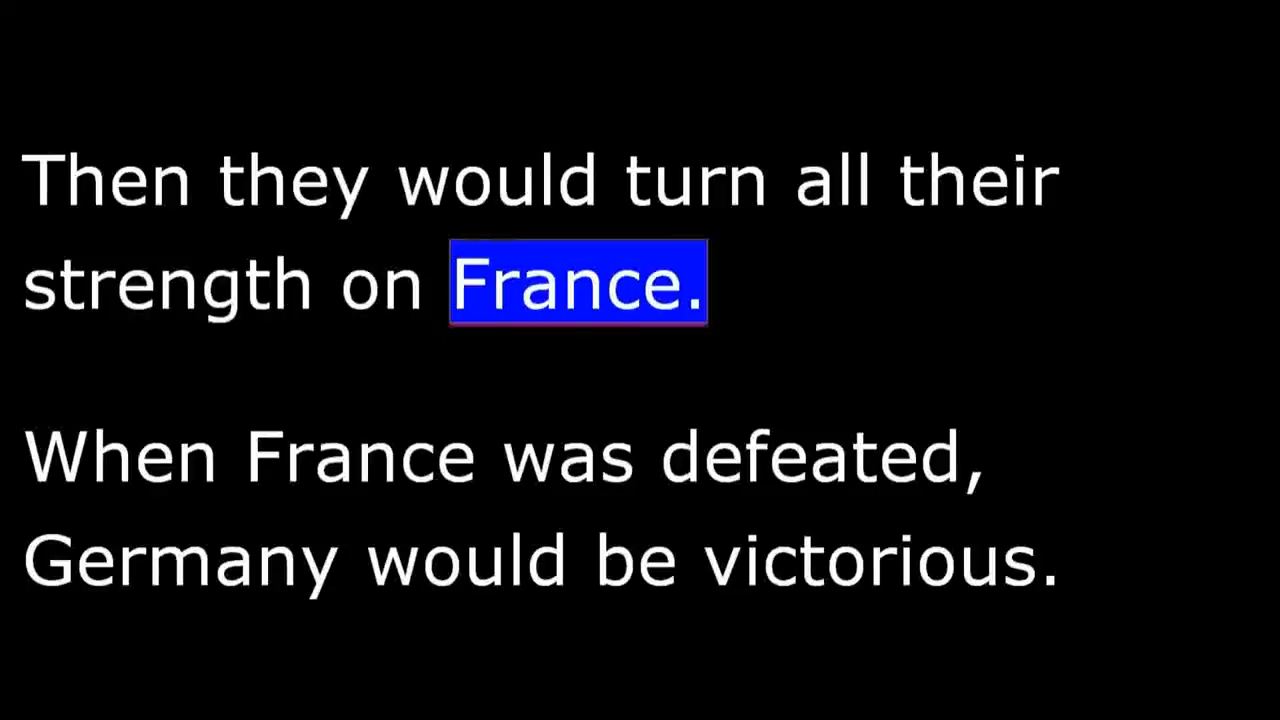 Then they would turn all their
strength on France.
When France was defeated,
Germany would be victorious.